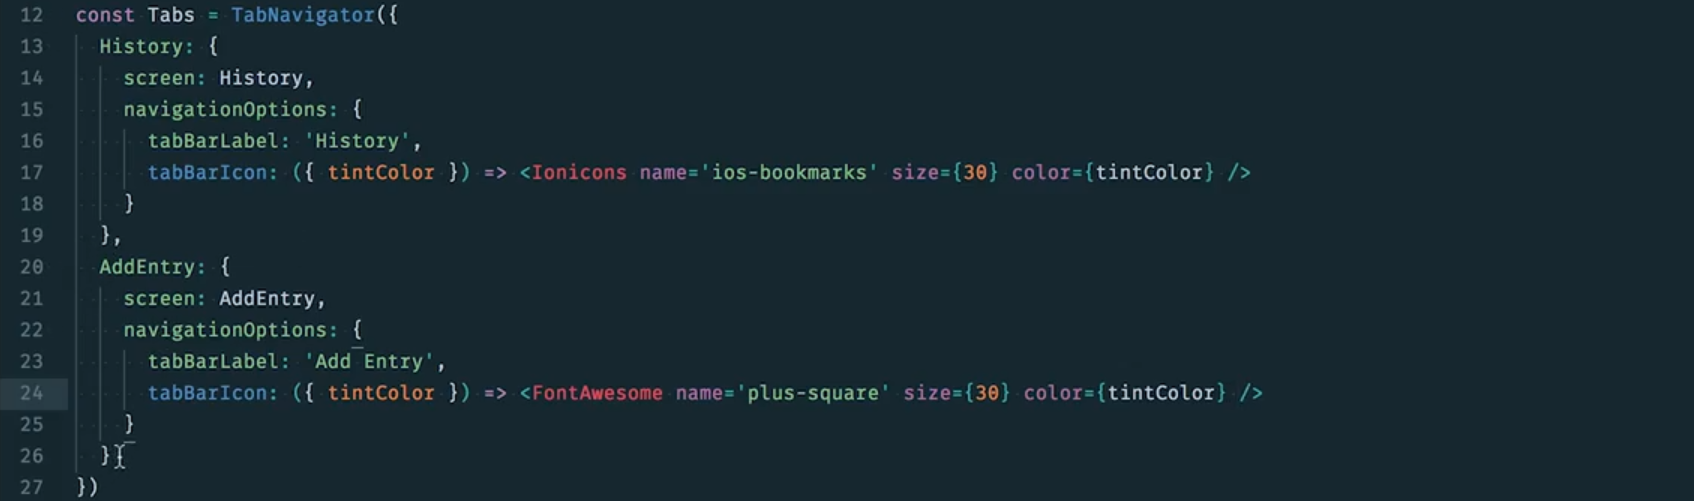 12 const Tabs = TabNavigator({
13 History: {
14 screen: History,
15 navigationOptions: {
16 tabBarLabel: 'History',
17 tabBarIcon: ({ tintColor }) => <Ionicons name='ios-bookmarks' size={30} color={tintColor} />
18 }
19 },
20 AddEntry: {
21 screen: AddEntry,
22 navigationOptions: {
23 tabBarLabel: 'Add Entry',
24 tabBarIcon: ({ tintColor }) => <FontAwesome name='plus-square' size={30} color={tintColor} />
25 }
26 }
27 })